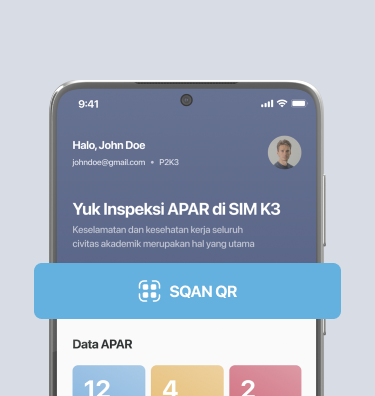 9:41
Halo, John Doe
johndoe@gmail.com • P2K3
Yuk Inspeksi APAR di SIM K3
Keselamatan dan kesehatan kerja seluruh
civitas akademik merupakan hal yang utama
SQAN QR
Data APAR
12 4 2